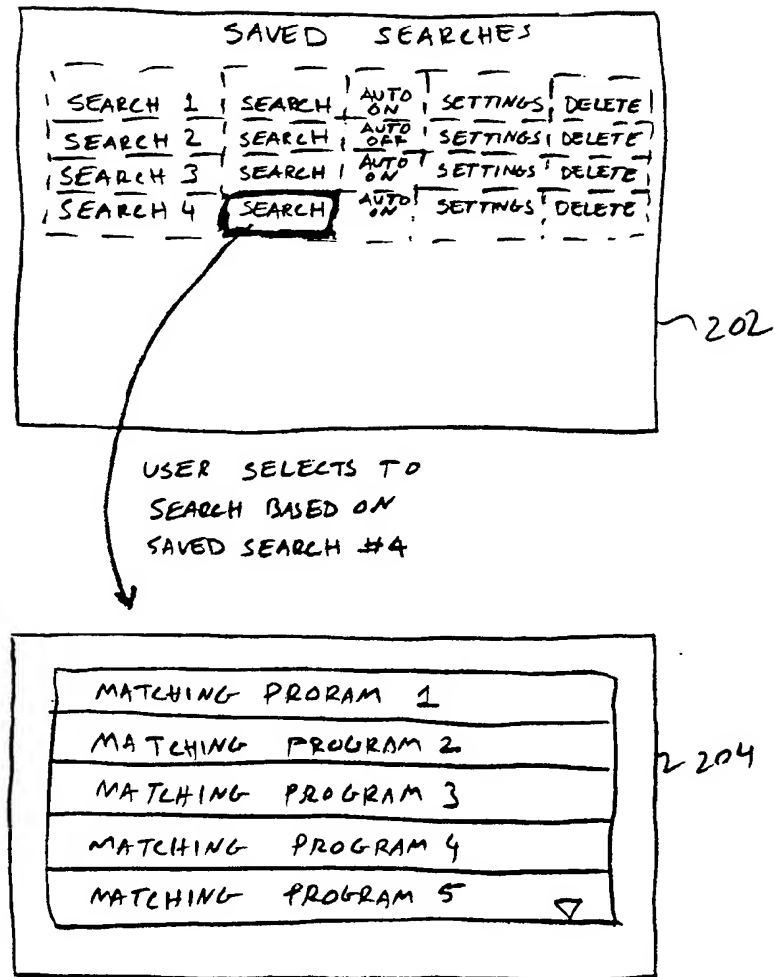 SAVED SEARCHES
SEARCH 1 SEARCH AUTO ON SETTINGS DELETE
SEARCH 2 SEARCH AUTO OFF SETTINGS DELETE
SEARCH 3 SEARCH AUTO ON SETTINGS DELETE
SEARCH 4 SEARCH AUTO ON SETTINGS DELETE
202
USER SELECTS TO
SEARCH BASED ON
SAVED SEARCH #4
MATCHING PRORAM 1
MATCHING PROGRAM 2
204
MATCHING PROGRAM 3
MATCHING PROGRAM 4
MATCHING PROGRAM 5